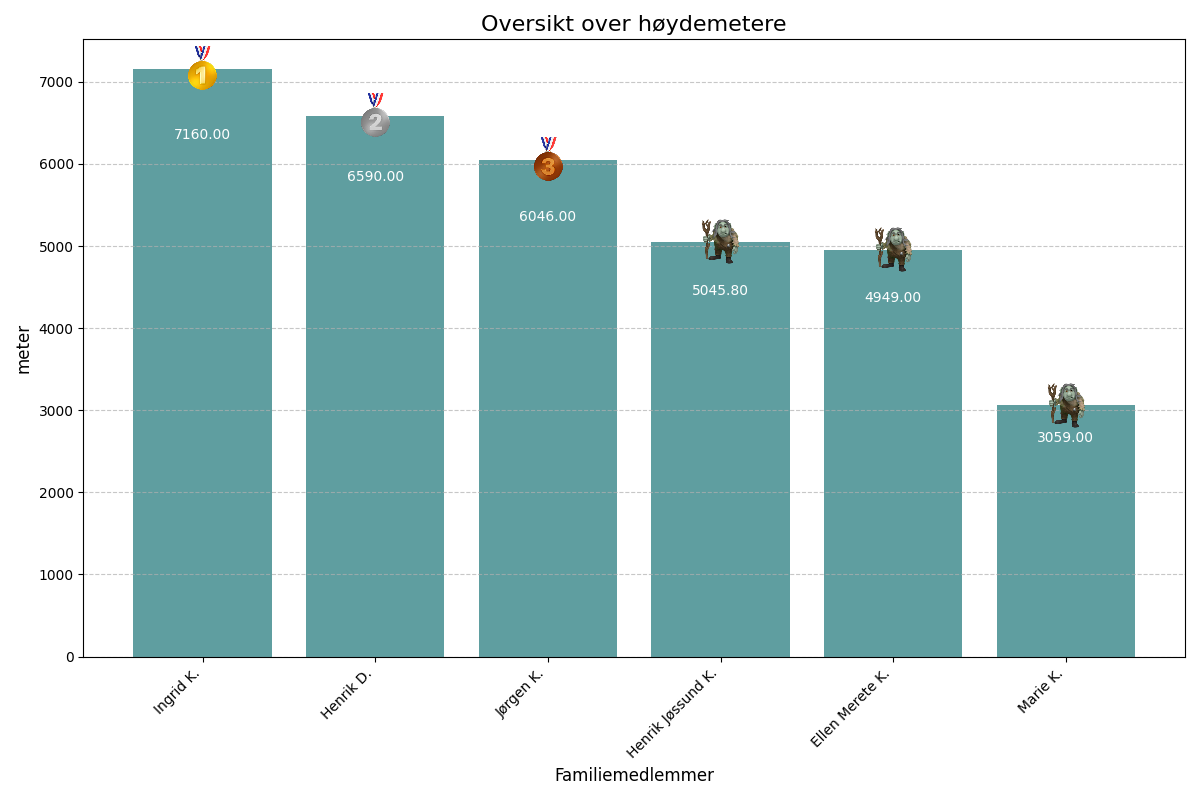 Oversikt over høydemetere
meter
7000
6000
5000
4000
3000
2000
1000
0
1
2
3
7160.00
6590.00
6046.00
5045.80
4949.00
3059.00
Ingrid K.
Henrik D.
Jørgen K.
Henrik Jøssund K.
Ellen Merete K.
Marie K.
Familiemedlemmer